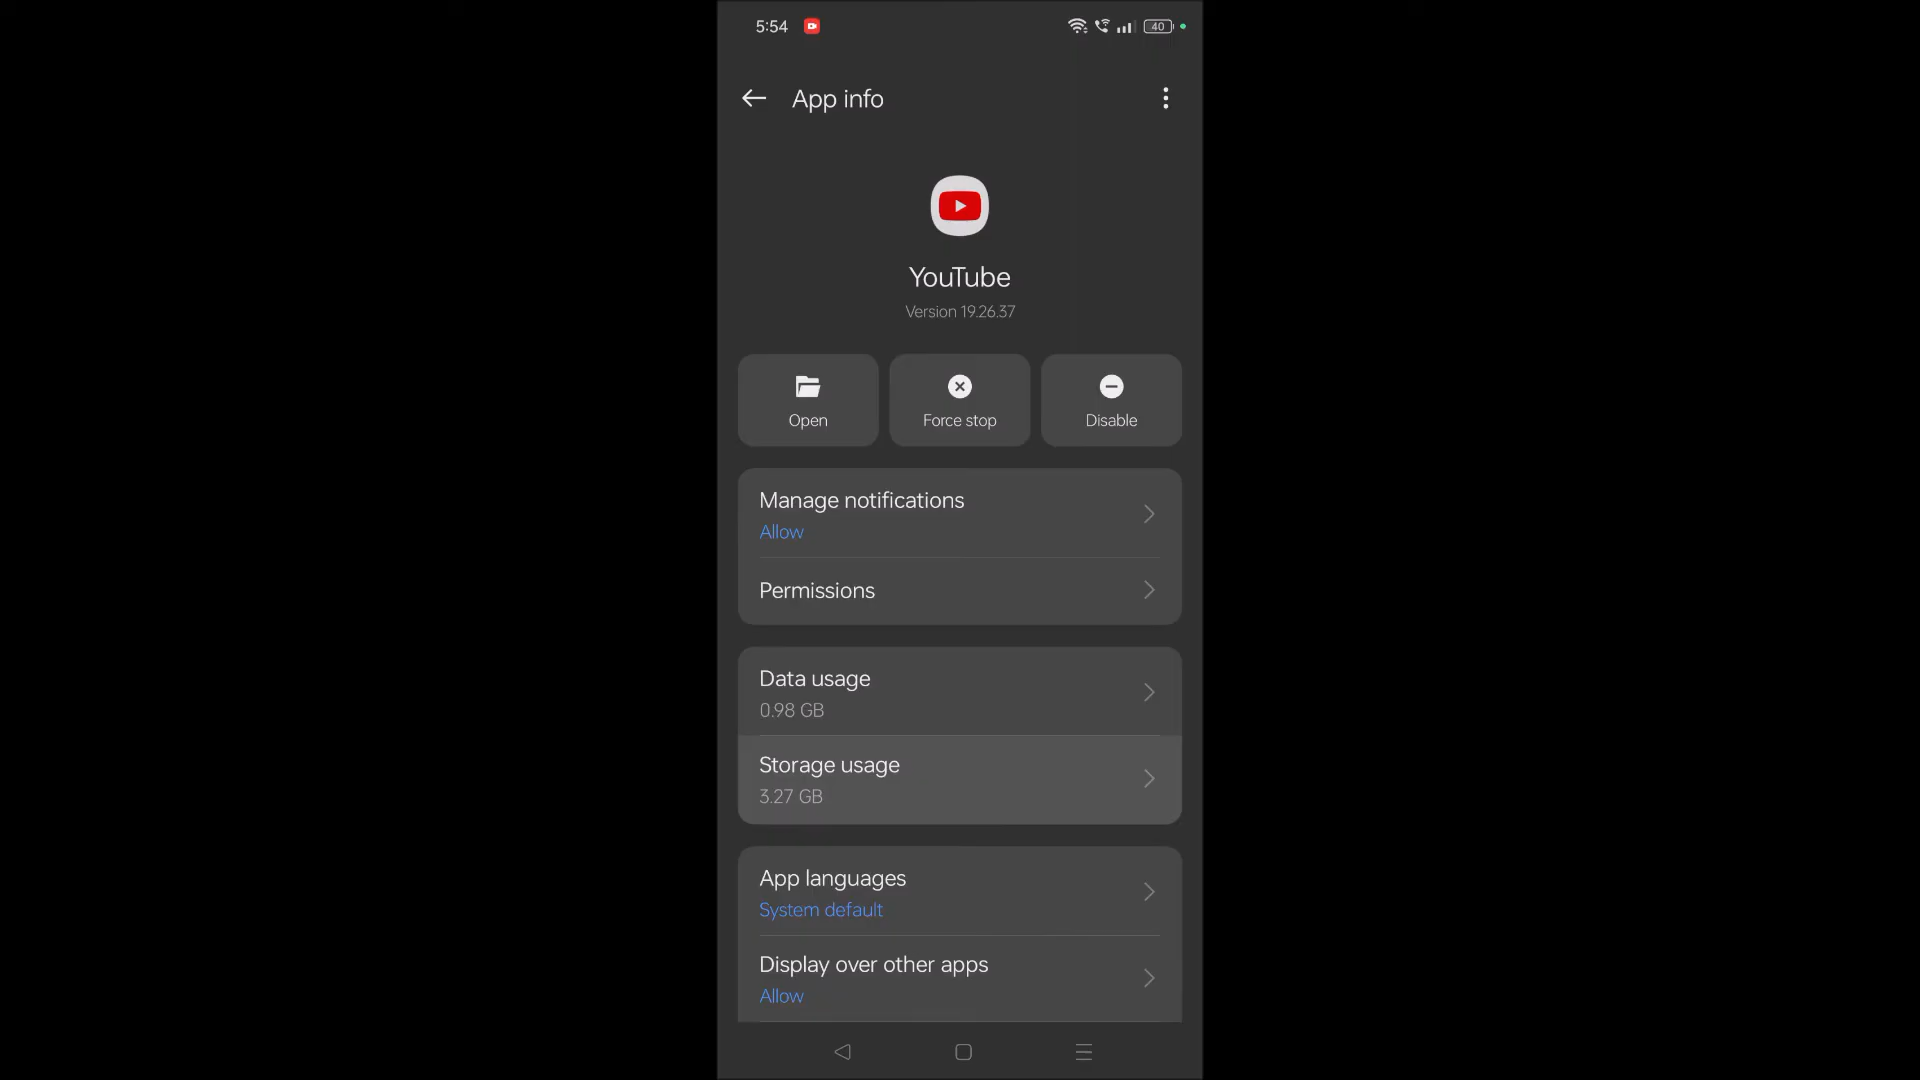 5:54
40
App info
YouTube
Version 19.26.37
Open
Force stop
Disable
Manage notifications
Allow
Permissions
Data usage
0.98 GB
Storage usage
3.27 GB
App languages
System default
Display over other apps
Allow